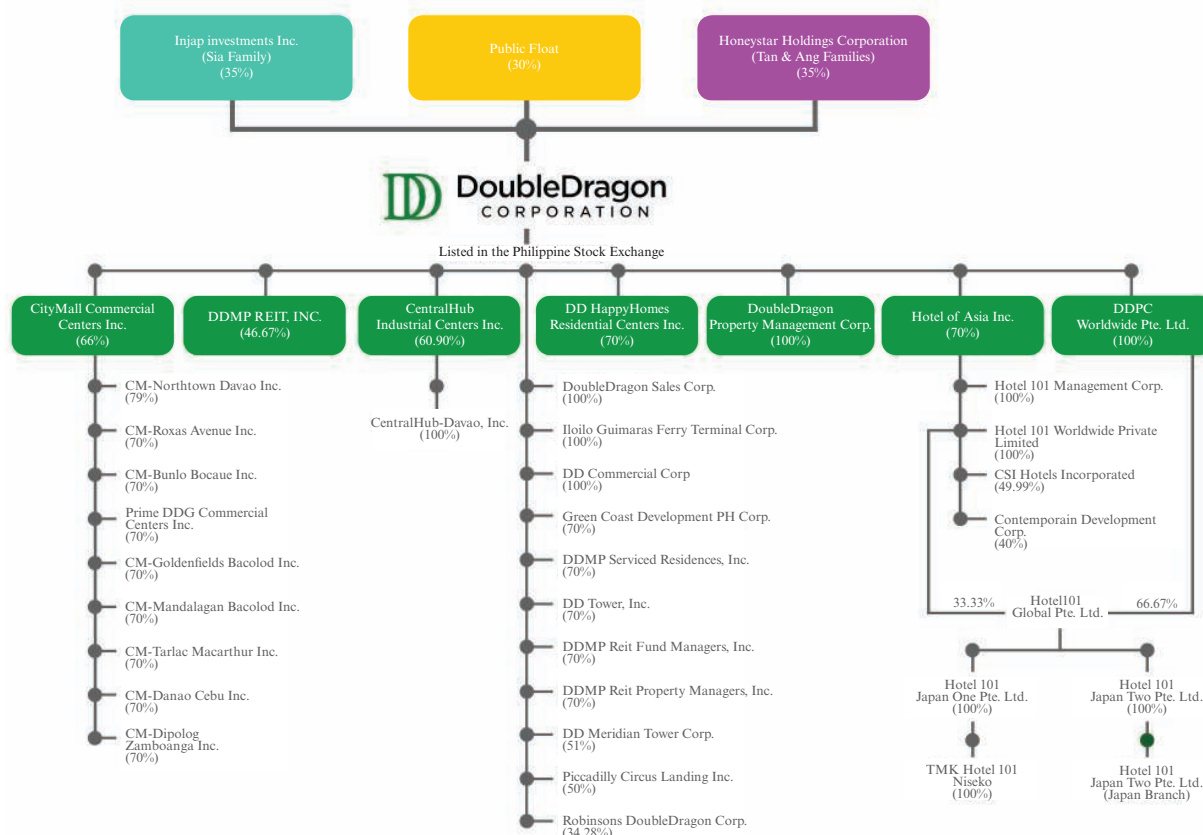 Injap investments Inc.
(Sia Family)
(35%)
Public Float
(30%)
Honeystar Holdings Corporation
(Tan & Ang Families)
(35%)
DD DoubleDragon
CORPORATION
Listed in the Philippine Stock Exchange
CityMall Commercial
Centers Inc.
(66%)
DDMP REIT, INC.
(46.67%)
CentralHub
Industrial Centers Inc.
(60.90%)
DD HappyHomes
Residential Centers Inc.
(70%)
DoubleDragon
Property Management Corp.
(100%)
Hotel of Asia Inc.
(70%)
DDPC
Worldwide Pte. Ltd.
(100%)
CM-Northtown Davao Inc.
(79%)
CM-Roxas Avenue Inc.
(70%)
CM-Bunlo Bocaue Inc.
(70%)
Prime DDG Commercial
Centers Inc.
(70%)
CM-Goldenfields Bacolod Inc.
(70%)
CM-Mandalagan Bacolod Inc.
(70%)
CM-Tarlac Macarthur Inc.
(70%)
CM-Danao Cebu Inc.
(70%)
CM-Dipolog
Zamboanga Inc.
(70%)
CentralHub-Davao, Inc.
(100%)
DoubleDragon Sales Corp.
(100%)
Iloilo Guimaras Ferry Terminal Corp.
(100%)
DD Commercial Corp
(100%)
Green Coast Development PH Corp.
(70%)
DDMP Serviced Residences, Inc.
(70%)
DD Tower, Inc.
(70%)
DDMP Reit Fund Managers, Inc.
(70%)
DDMP Reit Property Managers, Inc.
(70%)
DD Meridian Tower Corp.
(51%)
Piccadilly Circus Landing Inc.
(50%)
Robinsons DoubleDragon Corp.
(34.28%)
Hotel 101 Management Corp.
(100%)
Hotel 101 Worldwide Private
Limited
(100%)
CSI Hotels Incorporated
(49.99%)
Contemporain Development
Corp.
(40%)
33.33%
Hotel101
Global Pte. Ltd.
66.67%
Hotel 101
Japan One Pte. Ltd.
(100%)
Hotel 101
Japan Two Pte. Ltd.
(100%)
TMK Hotel 101
Niseko
(100%)
Hotel 101
Japan Two Pte. Ltd.
(Japan Branch)